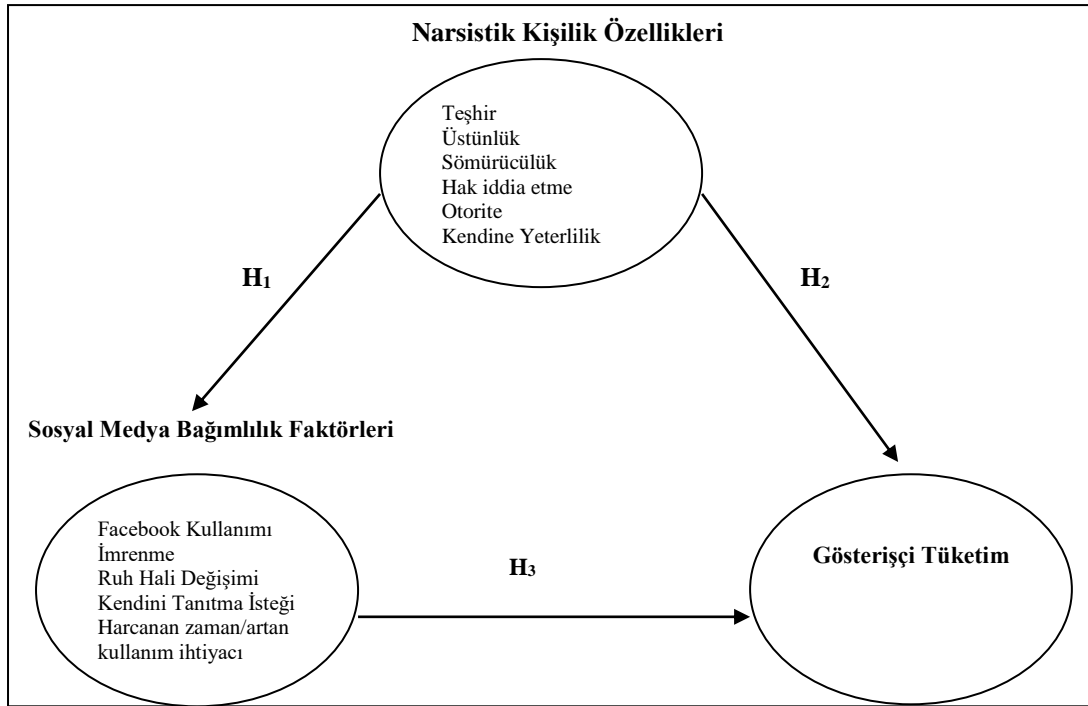 Narsistik Kişilik Özellikleri
Teşhir
Üstünlük
Sömürücülük
Hak iddia etme
Otorite
Kendine Yeterlilik
H₁
H₂
Sosyal Medya Bağımlılık Faktörleri
Facebook Kullanımı
İmrenme
Ruh Hali Değişimi
Kendini Tanıtma İsteği
Harcanan zaman/artan
kullanım ihtiyacı
H₃
Gösterişçi Tüketim